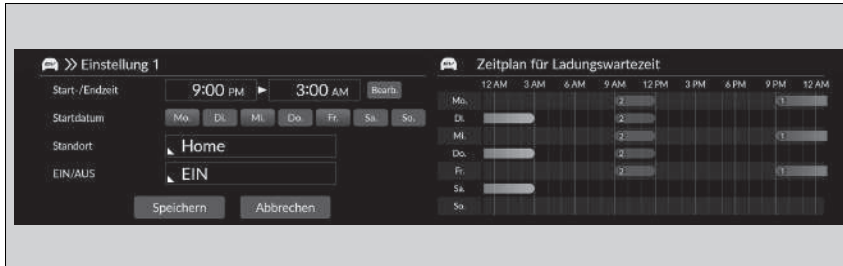 Einstellung 1
Start-/Endzeit 9:00 PM 3:00 AM Bearb.
Startdatum Mo. Di. Mi. Do. Fr. Sa. So.
Standort Home
EIN/AUS EIN
Speichern Abbrechen
Zeitplan für Ladungswartezeit
12 AM 3 AM 6 AM 9 AM 12 PM 3 PM 6 PM 9 PM 12 AM
Mo. 2 1
Di. 2
Mi. 2 1
Do. 2
Fr. 2 1
Sa.
So.